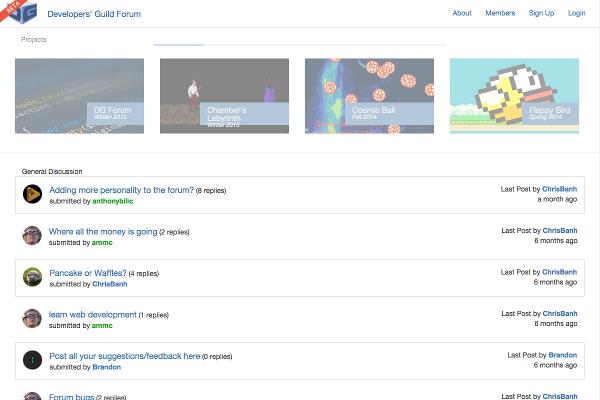 BETA
DG
Developers' Guild Forum
About
Members
Sign Up
Login
Projects
DG Forum
Winter 2015
Chamber's
Labyrinth
Winter 2015
Cosmic Ball
Fall 2014
Flappy Bird
Spring 2014
General Discussion
Adding more personality to the forum? (8 replies)
submitted by anthonybilic
Last Post by ChrisBanh
a month ago
Where all the money is going (2 replies)
submitted by ammc
Last Post by ChrisBanh
6 months ago
Pancake or Waffles? (4 replies)
submitted by ChrisBanh
Last Post by ChrisBanh
6 months ago
learn web development (1 replies)
submitted by ammc
Last Post by ChrisBanh
6 months ago
Post all your suggestions/feedback here (0 replies)
submitted by Brandon
Last Post by Brandon
6 months ago
Forum bugs (2 replies)
Last Post by ChrisBanh